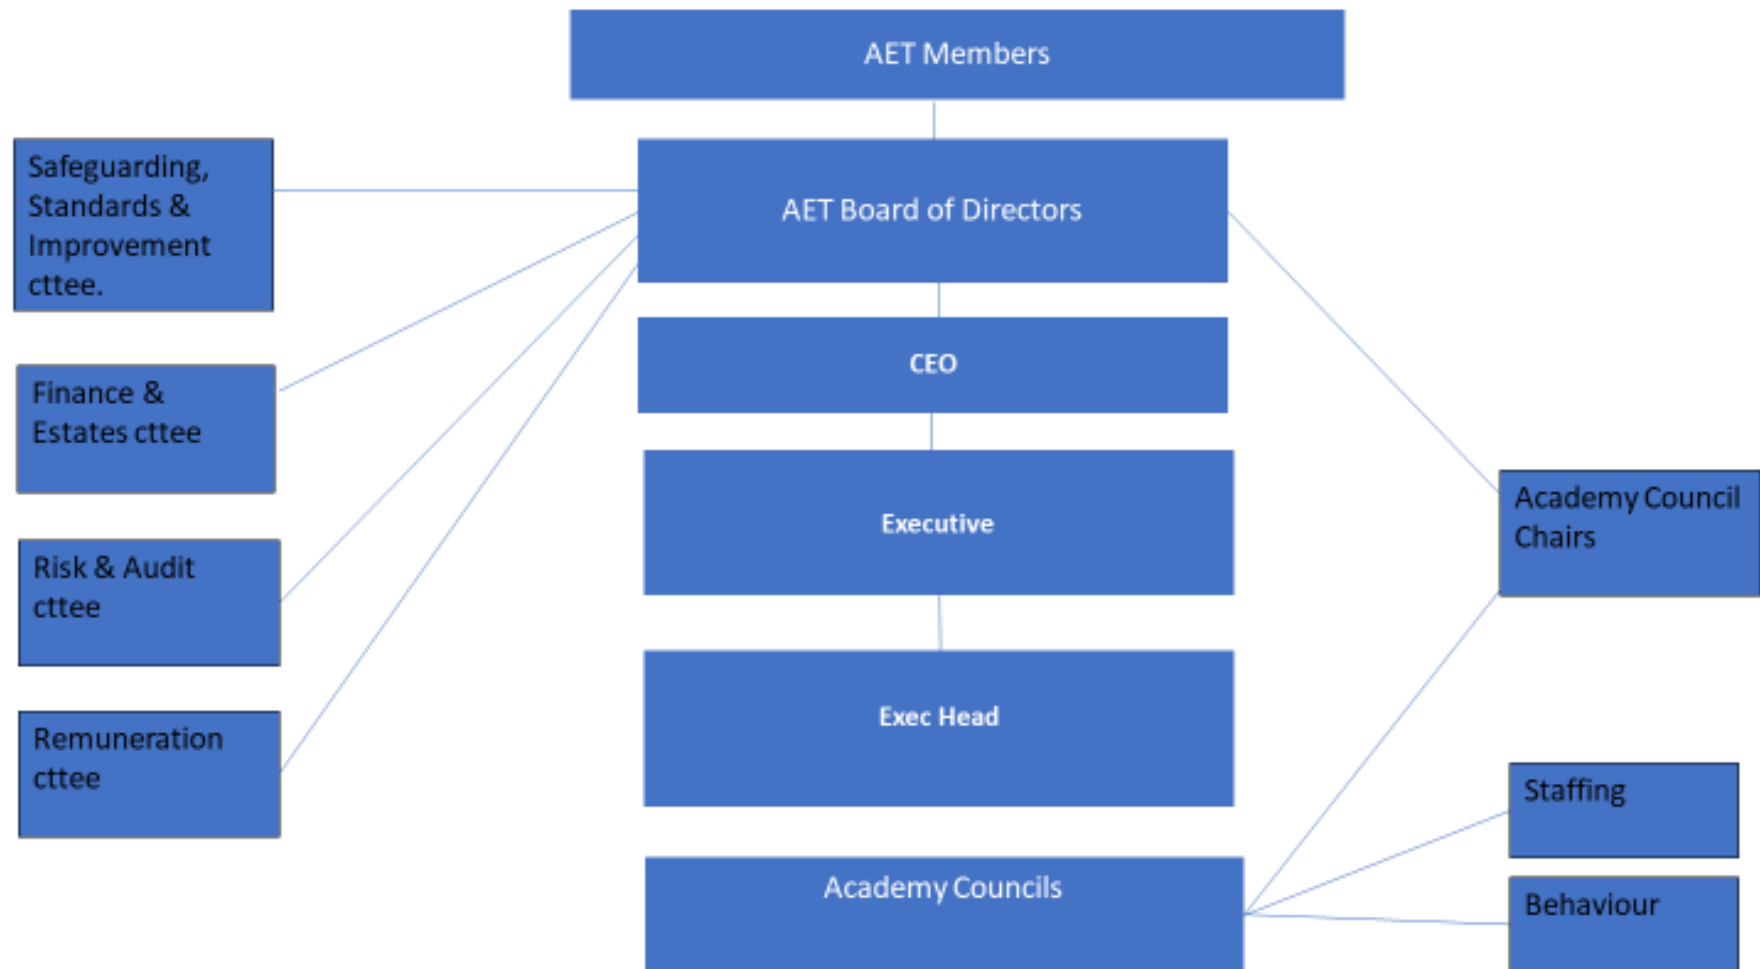 AET Members
Safeguarding,
Standards &
Improvement
cttee.
AET Board of Directors
CEO
Finance &
Estates cttee
Executive
Academy Council
Chairs
Risk & Audit
cttee
Exec Head
Remuneration
cttee
Staffing
Academy Councils
Behaviour